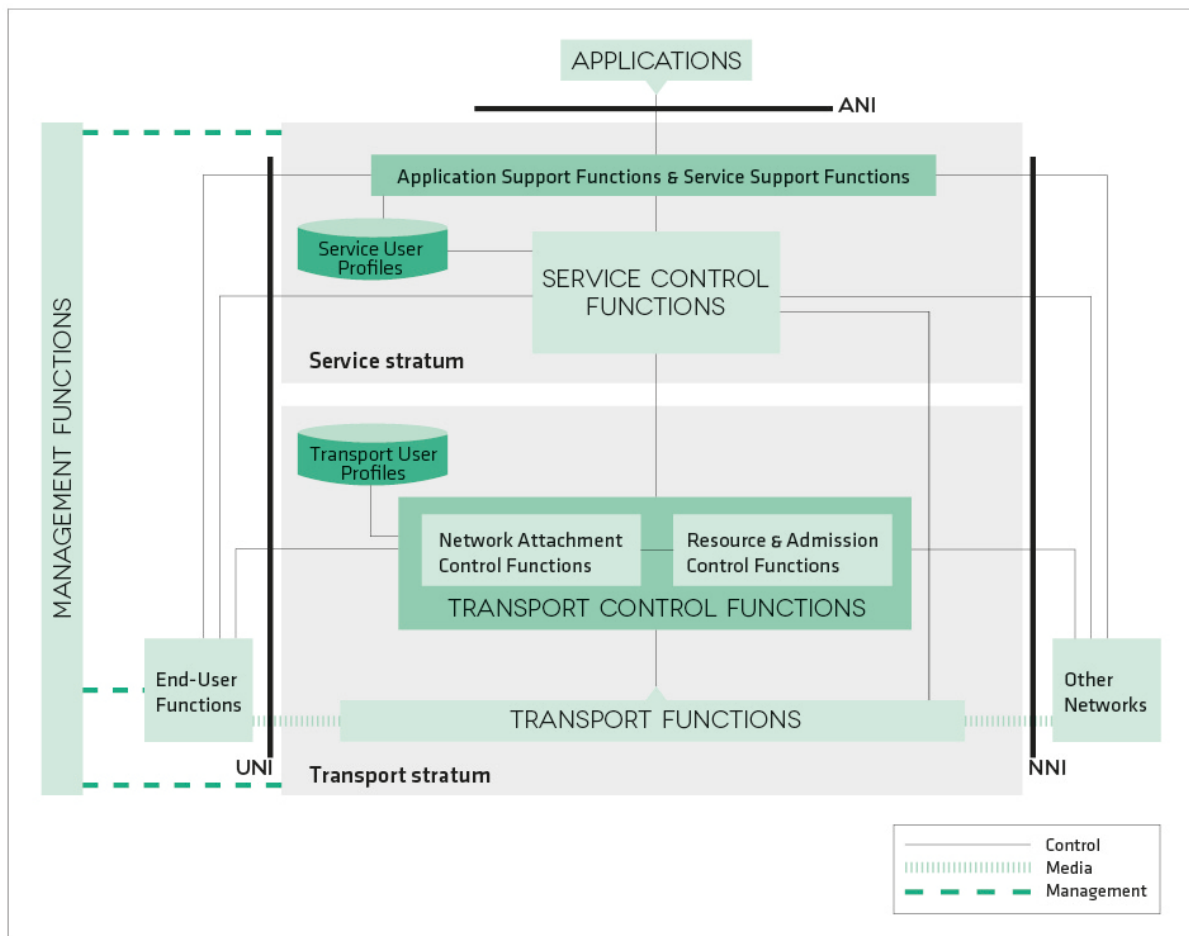 APPLICATIONS
ANI
Application Support Functions & Service Support Functions
Service User
Profiles
SERVICE CONTROL
FUNCTIONS
Service stratum
MANAGEMENT FUNCTIONS
Transport User
Profiles
Network Attachment
Control Functions
Resource & Admission
Control Functions
TRANSPORT CONTROL FUNCTIONS
End-User
Functions
TRANSPORT FUNCTIONS
Other
Networks
UNI
Transport stratum
NNI
Control
Media
Management